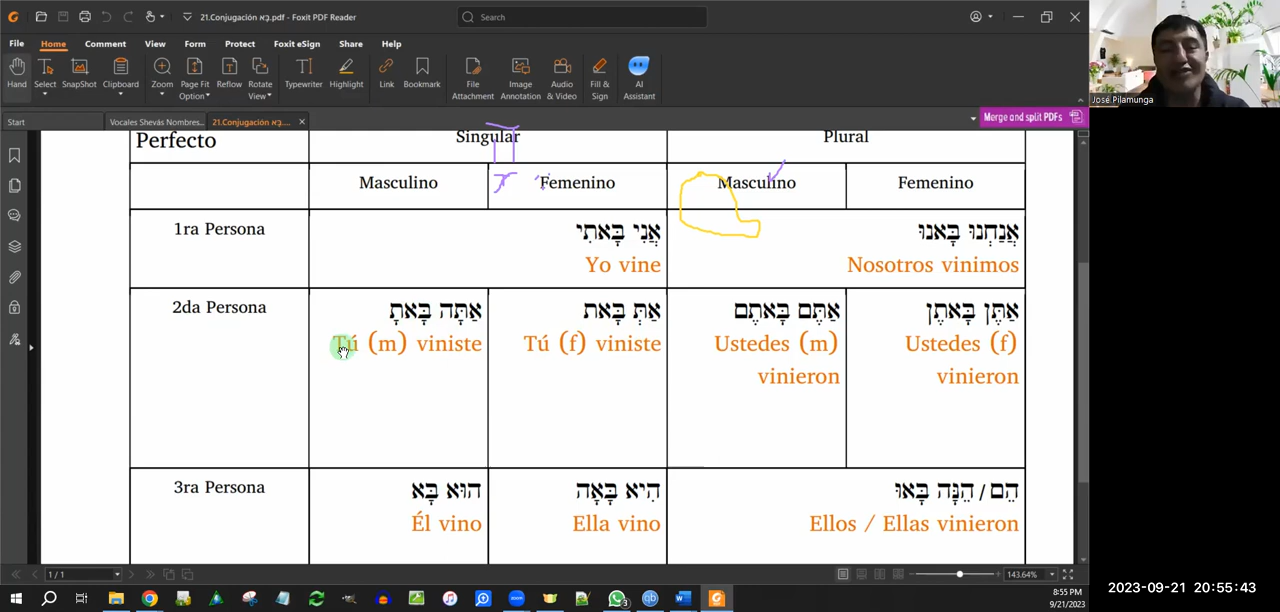 21.Conjugación בָּא.pdf - Foxit PDF Reader
Search
File Home Comment View Form Protect Foxit eSign Share Help
Hand Select SnapShot Clipboard Zoom Page Fit Option Reflow Rotate View Typewriter Highlight Link Bookmark File Attachment Image Annotation Audio & Video Fill & Sign AI Assistant
Start Vocales Shevás Nombres... 21.Conjugación בָּא.... Merge and split PDFs
José Pilamunga
Perfecto Singular Plural
Masculino Femenino Masculino Femenino
1ra Persona
אֲנִי בָּאתִי
Yo vine
אֲנַחְנוּ בָּאנוּ
Nosotros vinimos
2da Persona
אַתָּה בָּאתָ
Tú (m) viniste
אַתְּ בָּאת
Tú (f) viniste
אַתֶּם בָּאתֶם
Ustedes (m)
vinieron
אַתֶּן בָּאתֶן
Ustedes (f)
vinieron
3ra Persona
הוּא בָּא
Él vino
הִיא בָּאָה
Ella vino
הֵם / הֵנָּה בָּאוּ
Ellos / Ellas vinieron
1/1
143.64%
2023-09-21 20:55:43
3
8:55 PM
9/21/2023